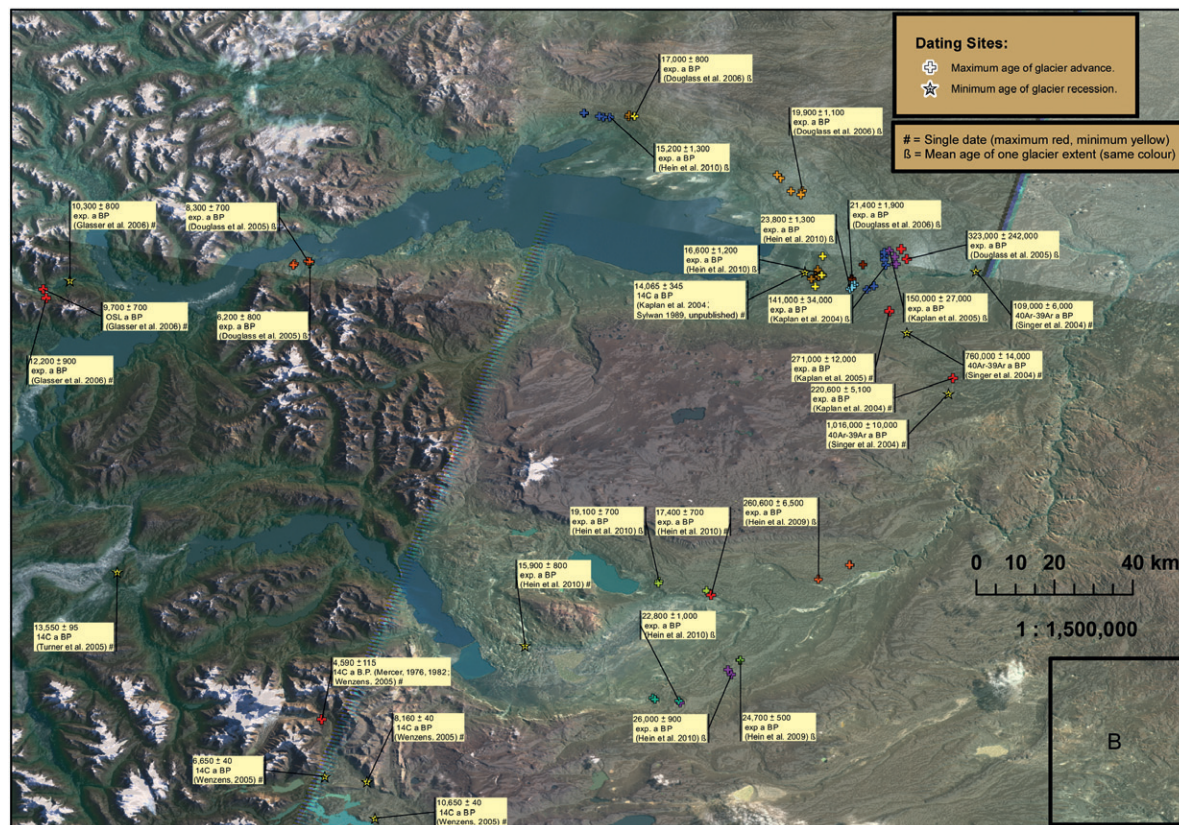 17,000 ± 800
exp. a BP
(Douglass et al. 2006) ß
Dating Sites:
Maximum age of glacier advance.
Minimum age of glacier recession.
# = Single date (maximum red, minimum yellow)
ß = Mean age of one glacier extent (same colour)
19,900 ± 1,100
exp. a BP
(Douglass et al. 2006) ß
15,200 ± 1,300
exp. a BP
(Hein et al. 2010) ß
10,300 ± 800
exp. a BP
(Glasser et al. 2006) #
8,300 ± 700
exp. a BP
(Douglass et al. 2005) ß
21,400 ± 1,900
exp. a BP
(Douglass et al. 2006) ß
23,800 ± 1,300
exp. a BP
(Hein et al. 2010) ß
323,000 ± 242,000
exp. a BP
(Douglass et al. 2005) ß
16,600 ± 1,200
exp. a BP
(Hein et al. 2010) ß
14,065 ± 345
14C a BP
(Kaplan et al. 2004;
Sylwan 1989, unpublished) #
141,000 ± 34,000
exp. a BP
(Kaplan et al. 2004) ß
150,000 ± 27,000
exp. a BP
(Kaplan et al. 2005) ß
109,000 ± 6,000
40Ar-39Ar a BP
(Singer et al. 2004) #
9,700 ± 700
OSL a BP
(Glasser et al. 2006) #
6,200 ± 800
exp. a BP
(Douglass et al. 2005) ß
12,200 ± 900
exp. a BP
(Glasser et al. 2006) #
271,000 ± 12,000
exp. a BP
(Kaplan et al. 2005) #
760,000 ± 14,000
40Ar-39Ar a BP
(Singer et al. 2004) #
220,600 ± 5,100
exp. a BP
(Kaplan et al. 2004) #
1,016,000 ± 10,000
40Ar-39Ar a BP
(Singer et al. 2004) #
19,100 ± 700
exp. a BP
(Hein et al. 2010) ß
17,400 ± 700
exp. a BP
(Hein et al. 2010) #
260,600 ± 6,500
exp. a BP
(Hein et al. 2009) ß
15,900 ± 800
exp. a BP
(Hein et al. 2010) #
0 10 20 40 km
1 : 1,500,000
22,800 ± 1,000
exp. a BP
(Hein et al. 2010) ß
13,550 ± 95
14C a BP
(Turner et al. 2005) #
4,590 ± 115
14C a B.P. (Mercer, 1976, 1982;
Wenzens, 2005) #
8,160 ± 40
14C a BP
(Wenzens, 2005) #
26,000 ± 900
exp. a BP
(Hein et al. 2010) ß
24,700 ± 500
exp. a BP
(Hein et al. 2009) ß
B
6,650 ± 40
14C a BP
(Wenzens, 2005) #
10,650 ± 40
14C a BP
(Wenzens, 2005) #